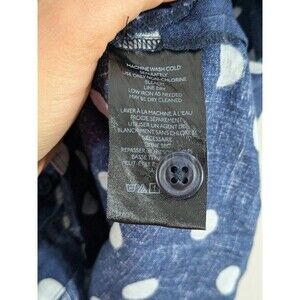 MACHINE WASH COLD
SEPARATELY
USE ONLY NON-CHLORINE
BLEACH
LINE DRY
LOW IRON AS NEEDED
MAY BE DRY CLEANED
LAVER À LA MACHINE À L'EAU
FROIDE SÉPARÉMENT
UTILISER UN AGENT DE
BLANCHIMENT SANS CHLORE SI
NÉCESSAIRE
SÉCHER
REPASSER
BASSE
PEUT